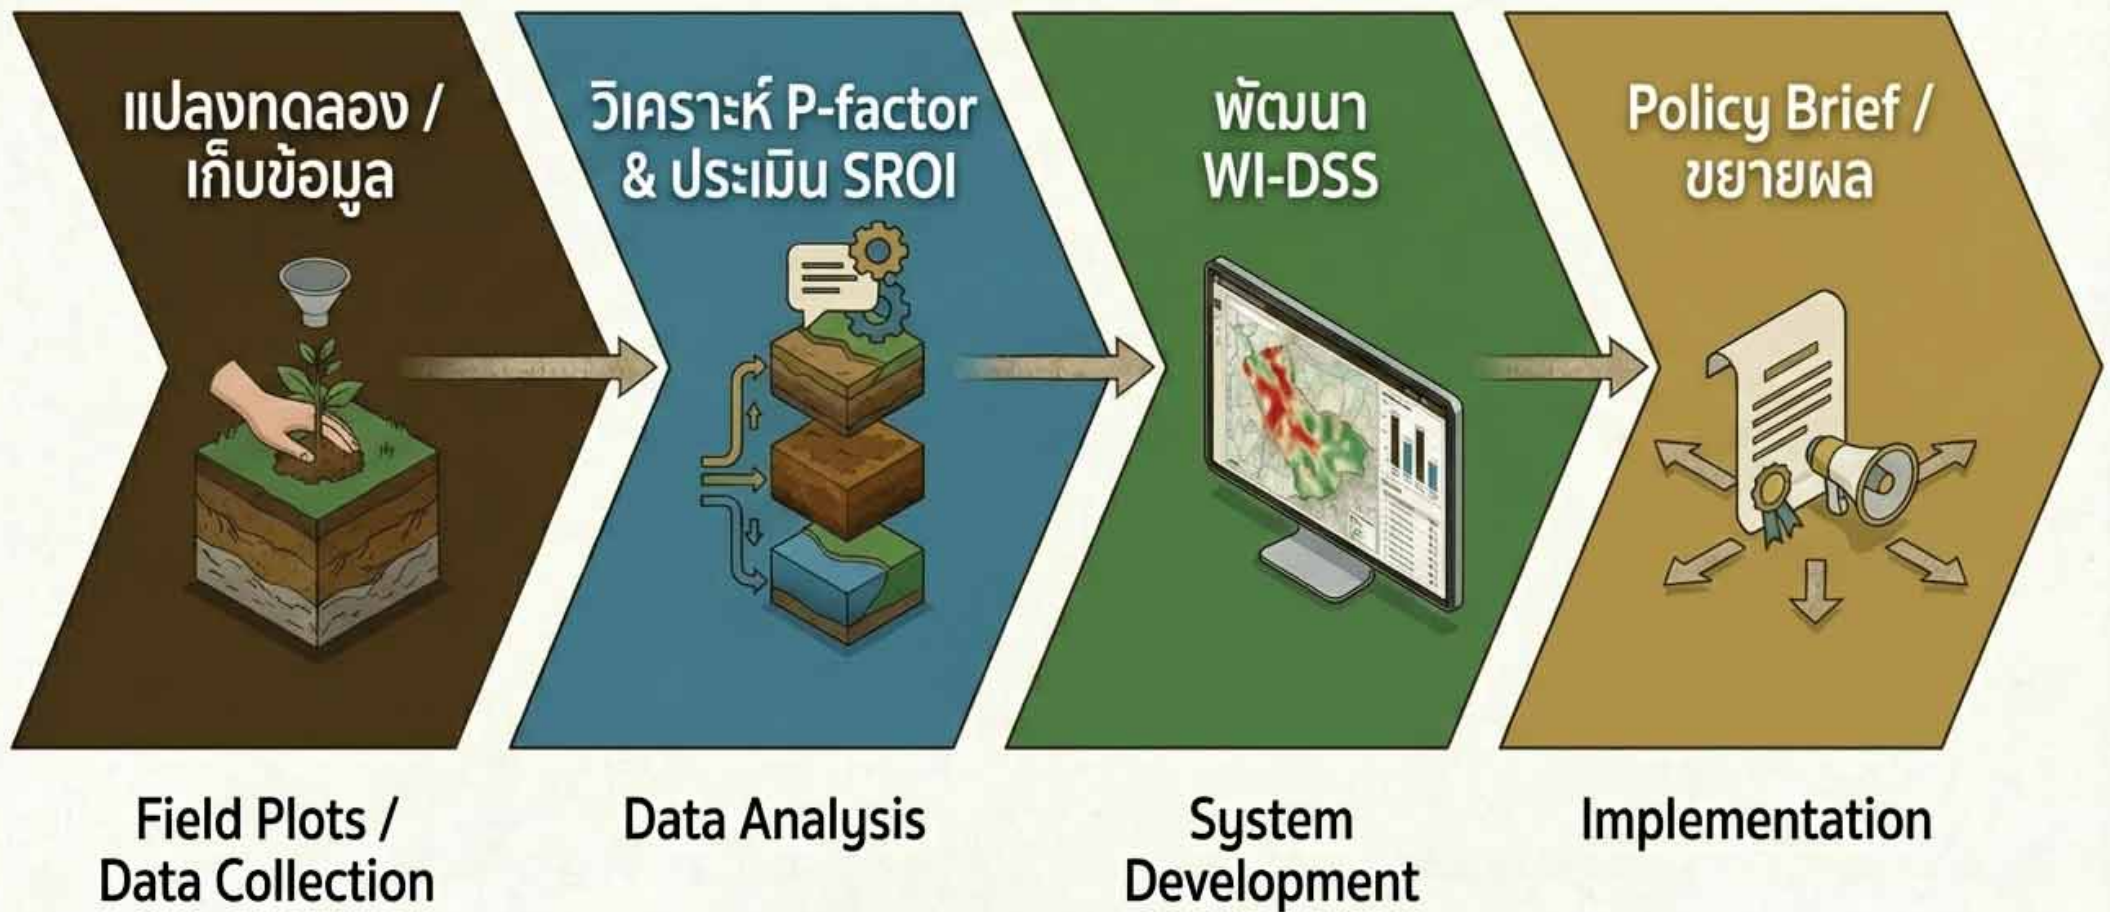 แปลงทดลอง /
เก็บข้อมูล
วิเคราะห์ P-factor
& ประเมิน SROI
พัฒนา
WI-DSS
Policy Brief /
ขยายผล
Field Plots /
Data Collection
Data Analysis
System
Development
Implementation